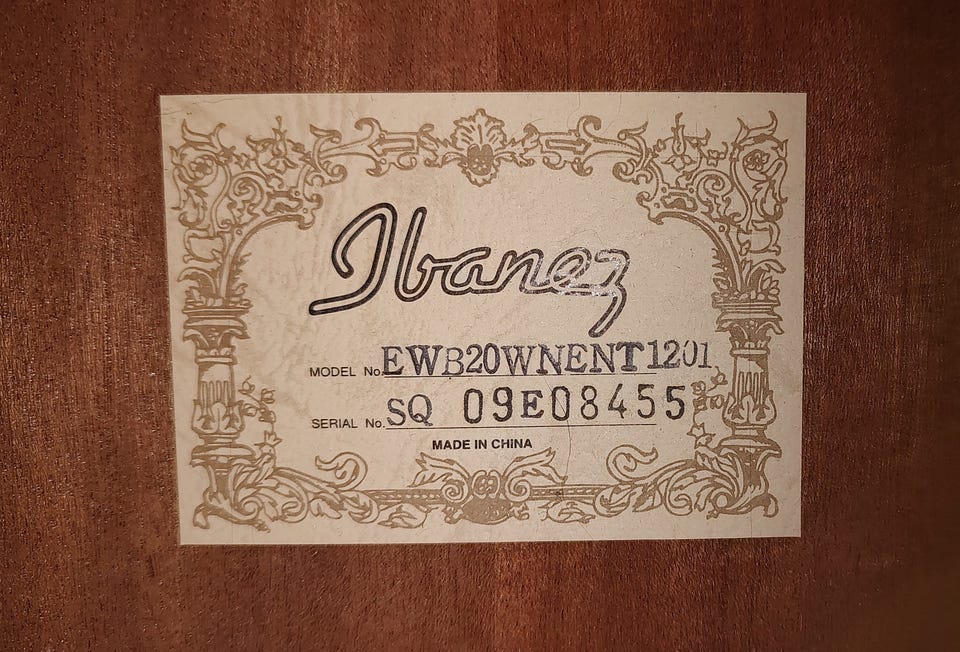 Ibanez
MODEL No. EWB20WNENT1201
SERIAL No. SQ 09E08455
MADE IN CHINA